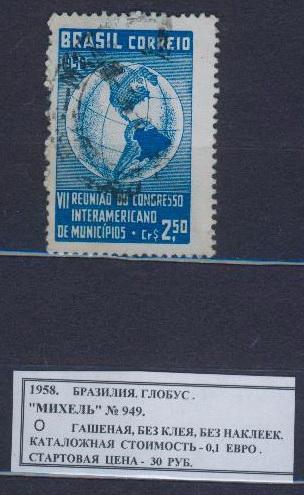 BRASIL CORREIO
1958
VII REUNIÃO DO CONGRESSO
INTERAMERICANO
DE MUNICÍPIOS • CR$ 2,50
1958. БРАЗИЛИЯ. ГЛОБУС .
"МИХЕЛЬ" № 949.
O ГАШЕНАЯ, БЕЗ КЛЕЯ, БЕЗ НАКЛЕЕК.
КАТАЛОЖНАЯ СТОИМОСТЬ - 0,1 ЕВРО .
СТАРТОВАЯ ЦЕНА - 30 РУБ.